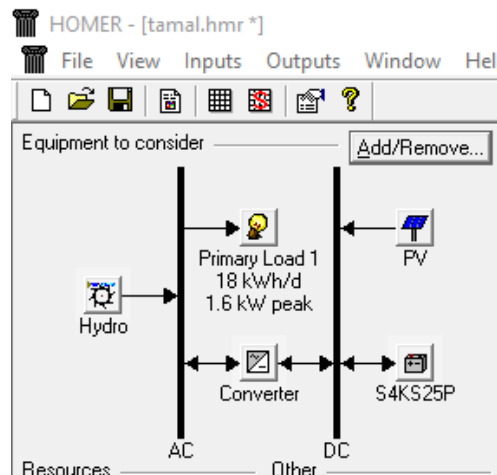 HOMER - [tamal.hmr *]
File View Inputs Outputs Window Hel
Equipment to consider
Add/Remove...
Primary Load 1
18 kWh/d
1.6 kW peak
PV
Hydro
Converter
S4KS25P
AC
DC
Resources
Other